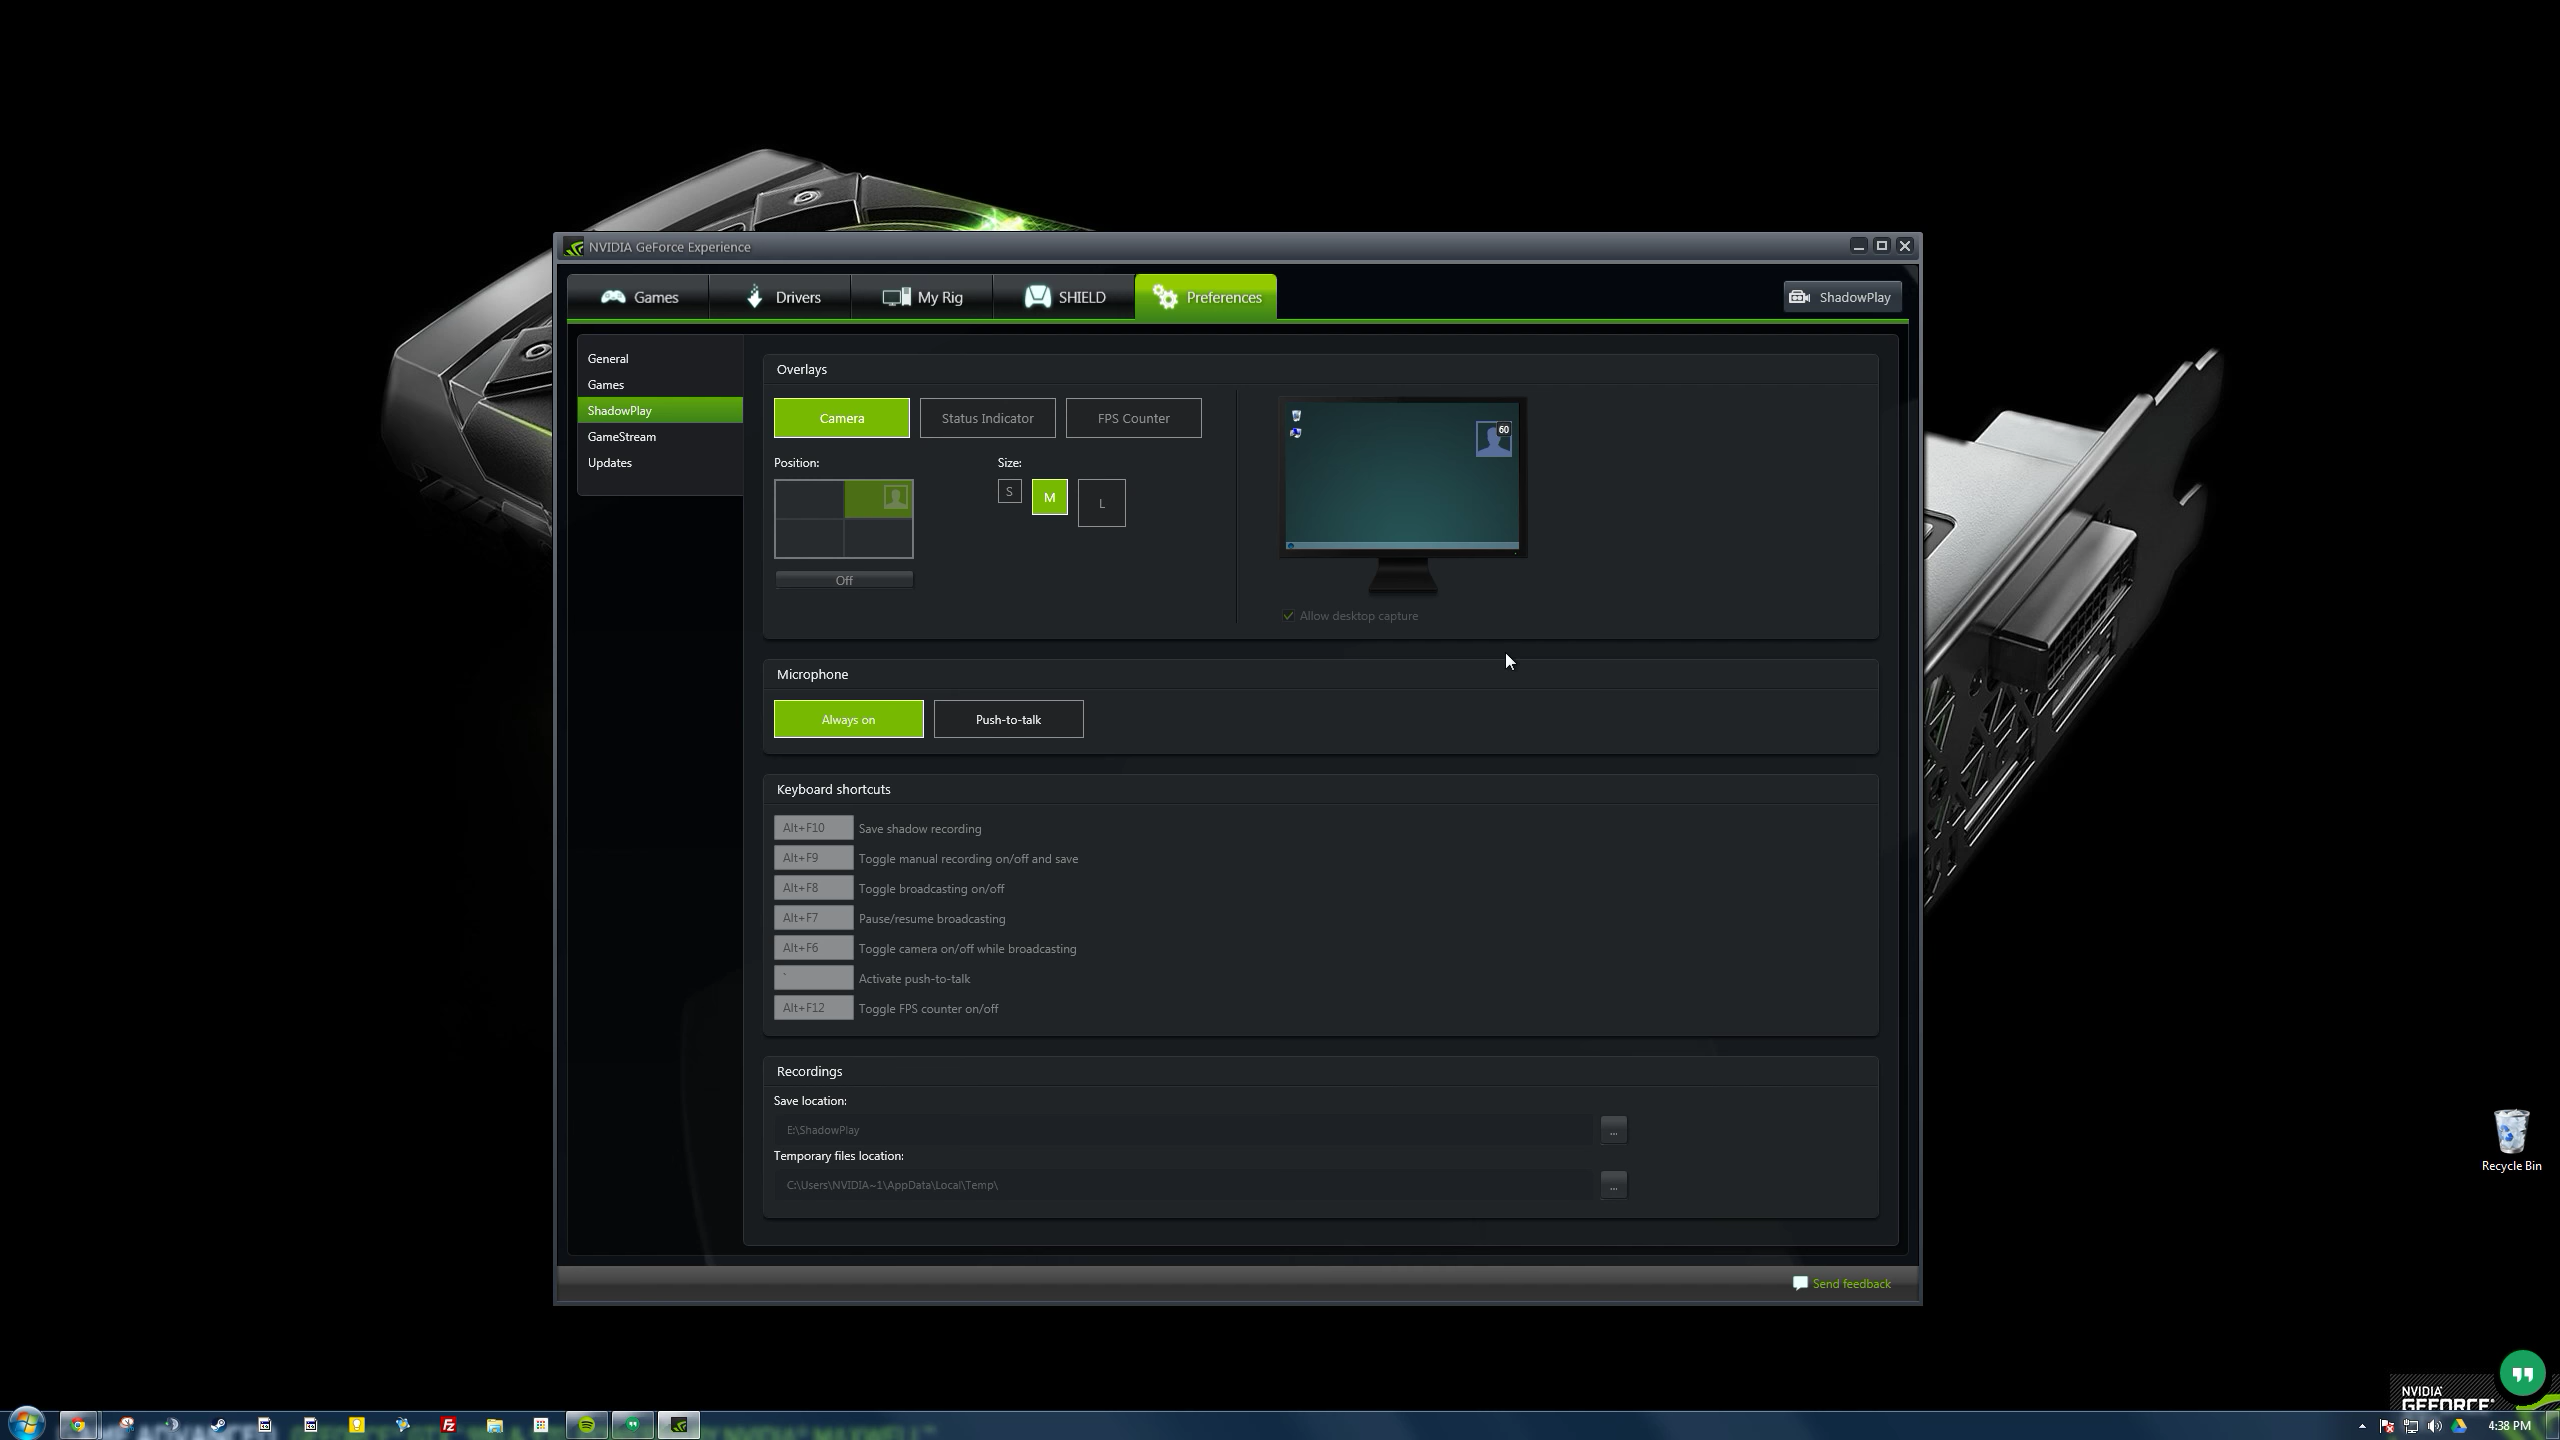 NVIDIA GeForce Experience
Games
Drivers
My Rig
SHIELD
Preferences
ShadowPlay
General
Games
ShadowPlay
GameStream
Updates
Overlays
Camera
Status Indicator
FPS Counter
60
Position:
Size:
S
M
L
Off
Allow desktop capture
Microphone
Always on
Push-to-talk
Keyboard shortcuts
Alt+F10 Save shadow recording
Alt+F9 Toggle manual recording on/off and save
Alt+F8 Toggle broadcasting on/off
Alt+F7 Pause/resume broadcasting
Alt+F6 Toggle camera on/off while broadcasting
` Activate push-to-talk
Alt+F12 Toggle FPS counter on/off
Recordings
Save location:
E:\ShadowPlay
...
Temporary files location:
C:\Users\NVIDIA~1\AppData\Local\Temp\
...
Send feedback
Recycle Bin
NVIDIA
GEFORCE
4:38 PM